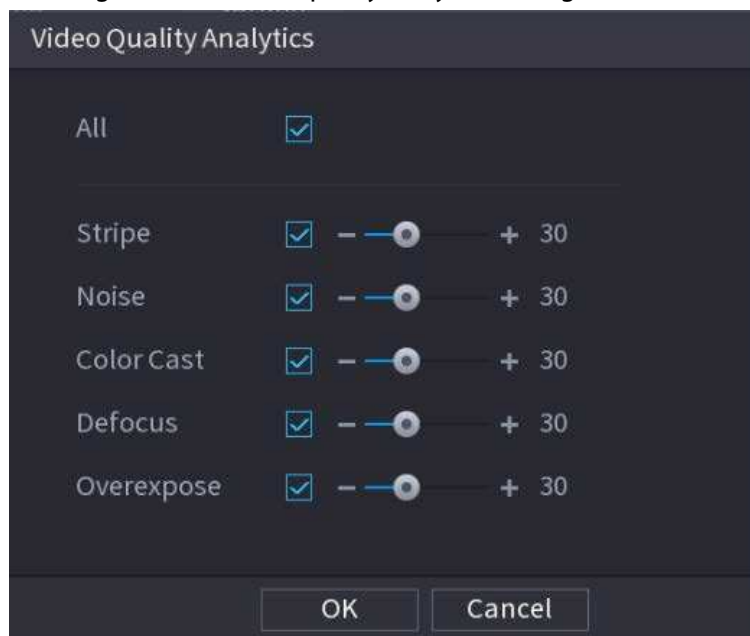 Video Quality Analytics
All
Stripe - + 30
Noise - + 30
Color Cast - + 30
Defocus - + 30
Overexpose - + 30
OK Cancel